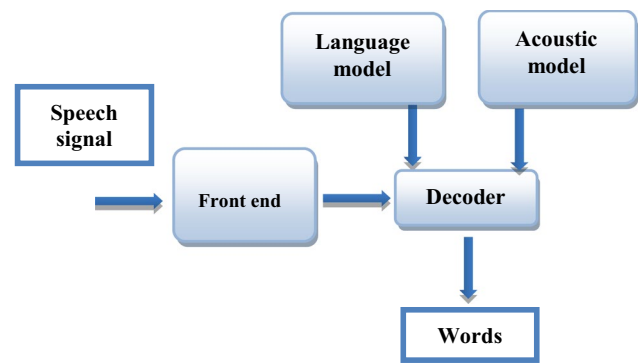 Language
model
Acoustic
model
Speech
signal
Front end
Decoder
Words